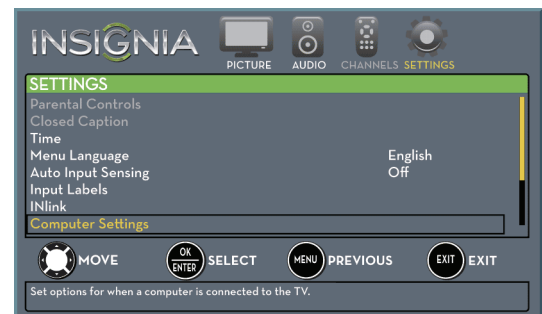 INSIGNIA
PICTURE AUDIO CHANNELS SETTINGS
SETTINGS
Parental Controls
Closed Caption
Time
Menu Language English
Auto Input Sensing Off
Input Labels
INlink
Computer Settings
MOVE OK ENTER SELECT MENU PREVIOUS EXIT EXIT
Set options for when a computer is connected to the TV.